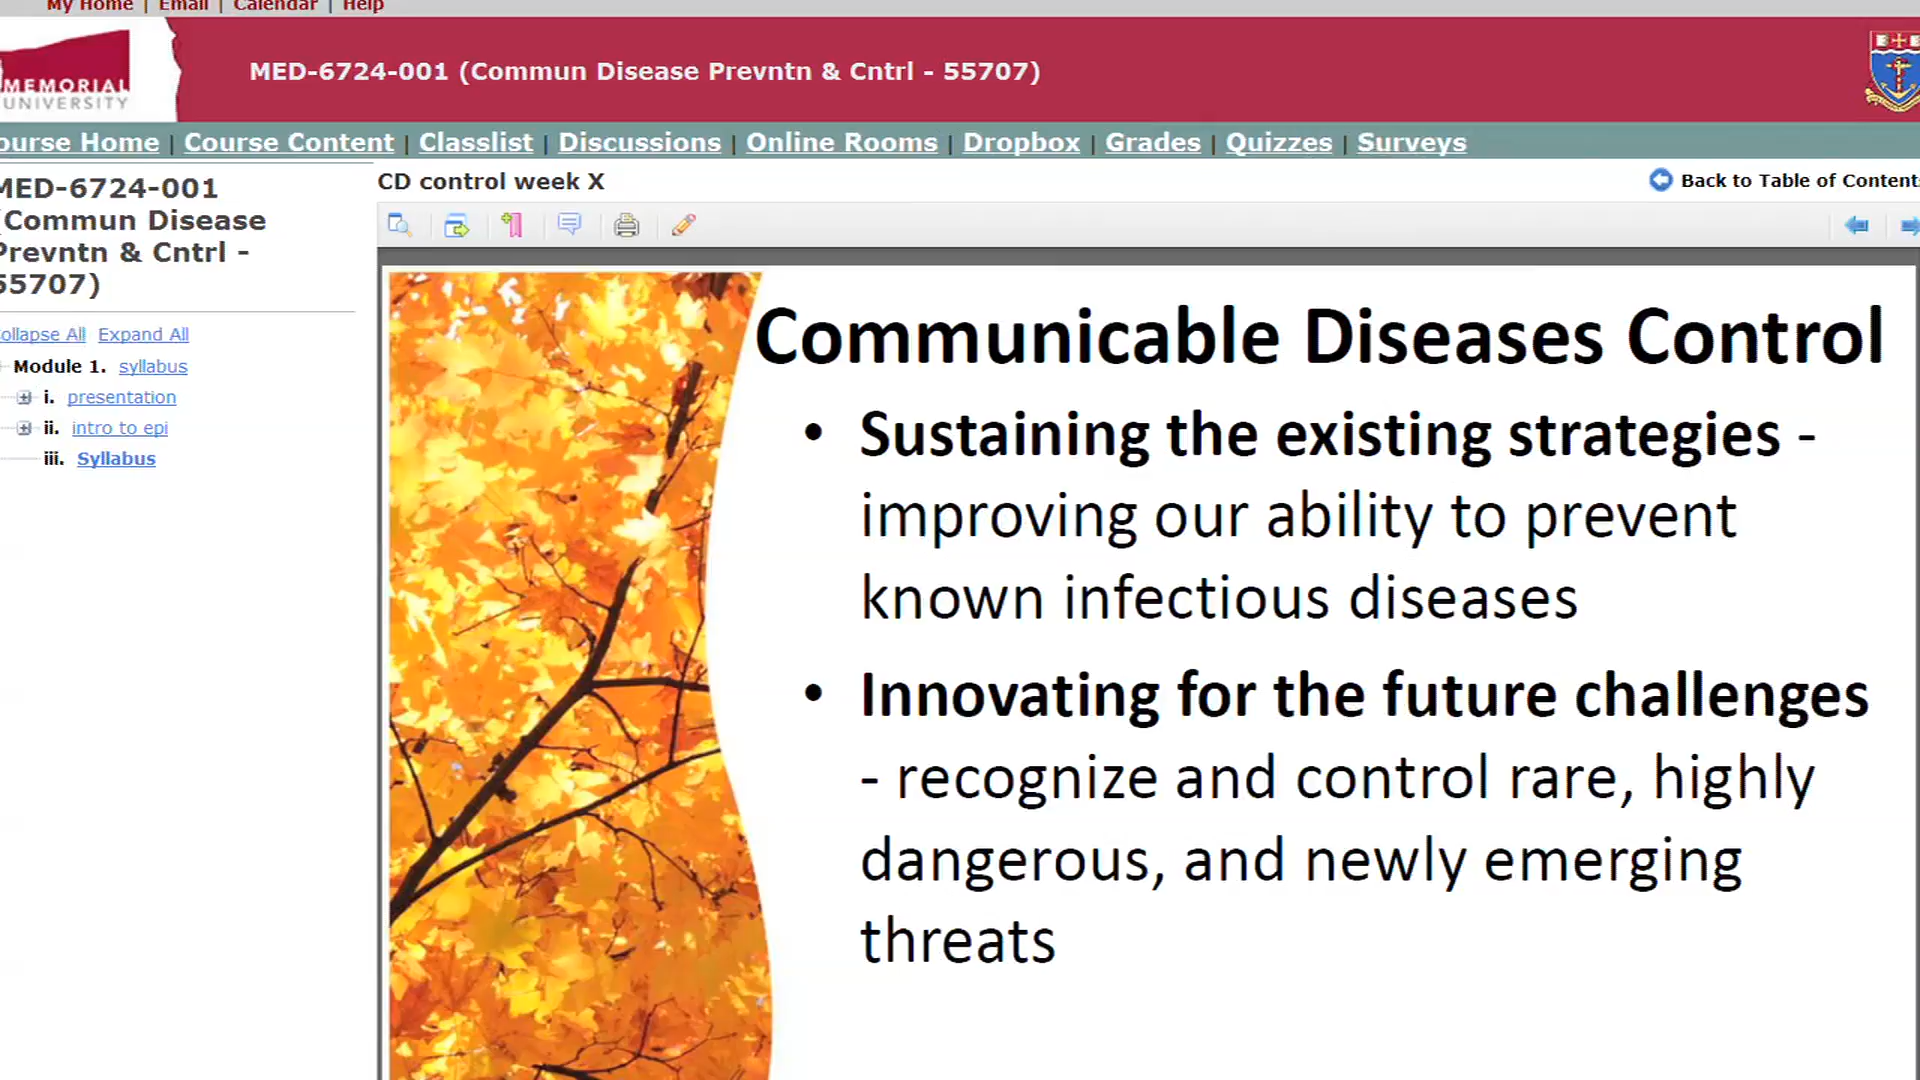 My Home | Email | Calendar | Help
MEMORIAL
UNIVERSITY
MED-6724-001 (Commun Disease Prevntn & Cntrl - 55707)
ourse Home | Course Content | Classlist | Discussions | Online Rooms | Dropbox | Grades | Quizzes | Surveys
MED-6724-001
(Commun Disease
Prevntn & Cntrl -
55707)
ollapse All Expand All
Module 1. syllabus
i. presentation
ii. intro to epi
iii. Syllabus
CD control week X
Back to Table of Content
Communicable Diseases Control
• Sustaining the existing strategies -
improving our ability to prevent
known infectious diseases
• Innovating for the future challenges
- recognize and control rare, highly
dangerous, and newly emerging
threats